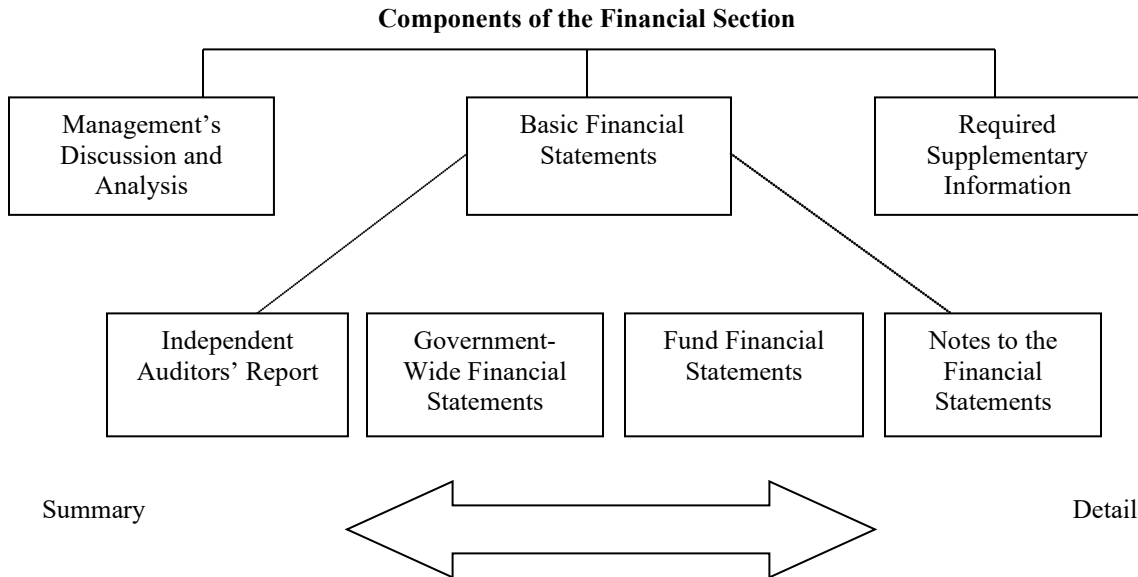 Components of the Financial Section
Management’s
Discussion and
Analysis
Basic Financial
Statements
Required
Supplementary
Information
Independent
Auditors’ Report
Government-
Wide Financial
Statements
Fund Financial
Statements
Notes to the
Financial
Statements
Summary
Detail